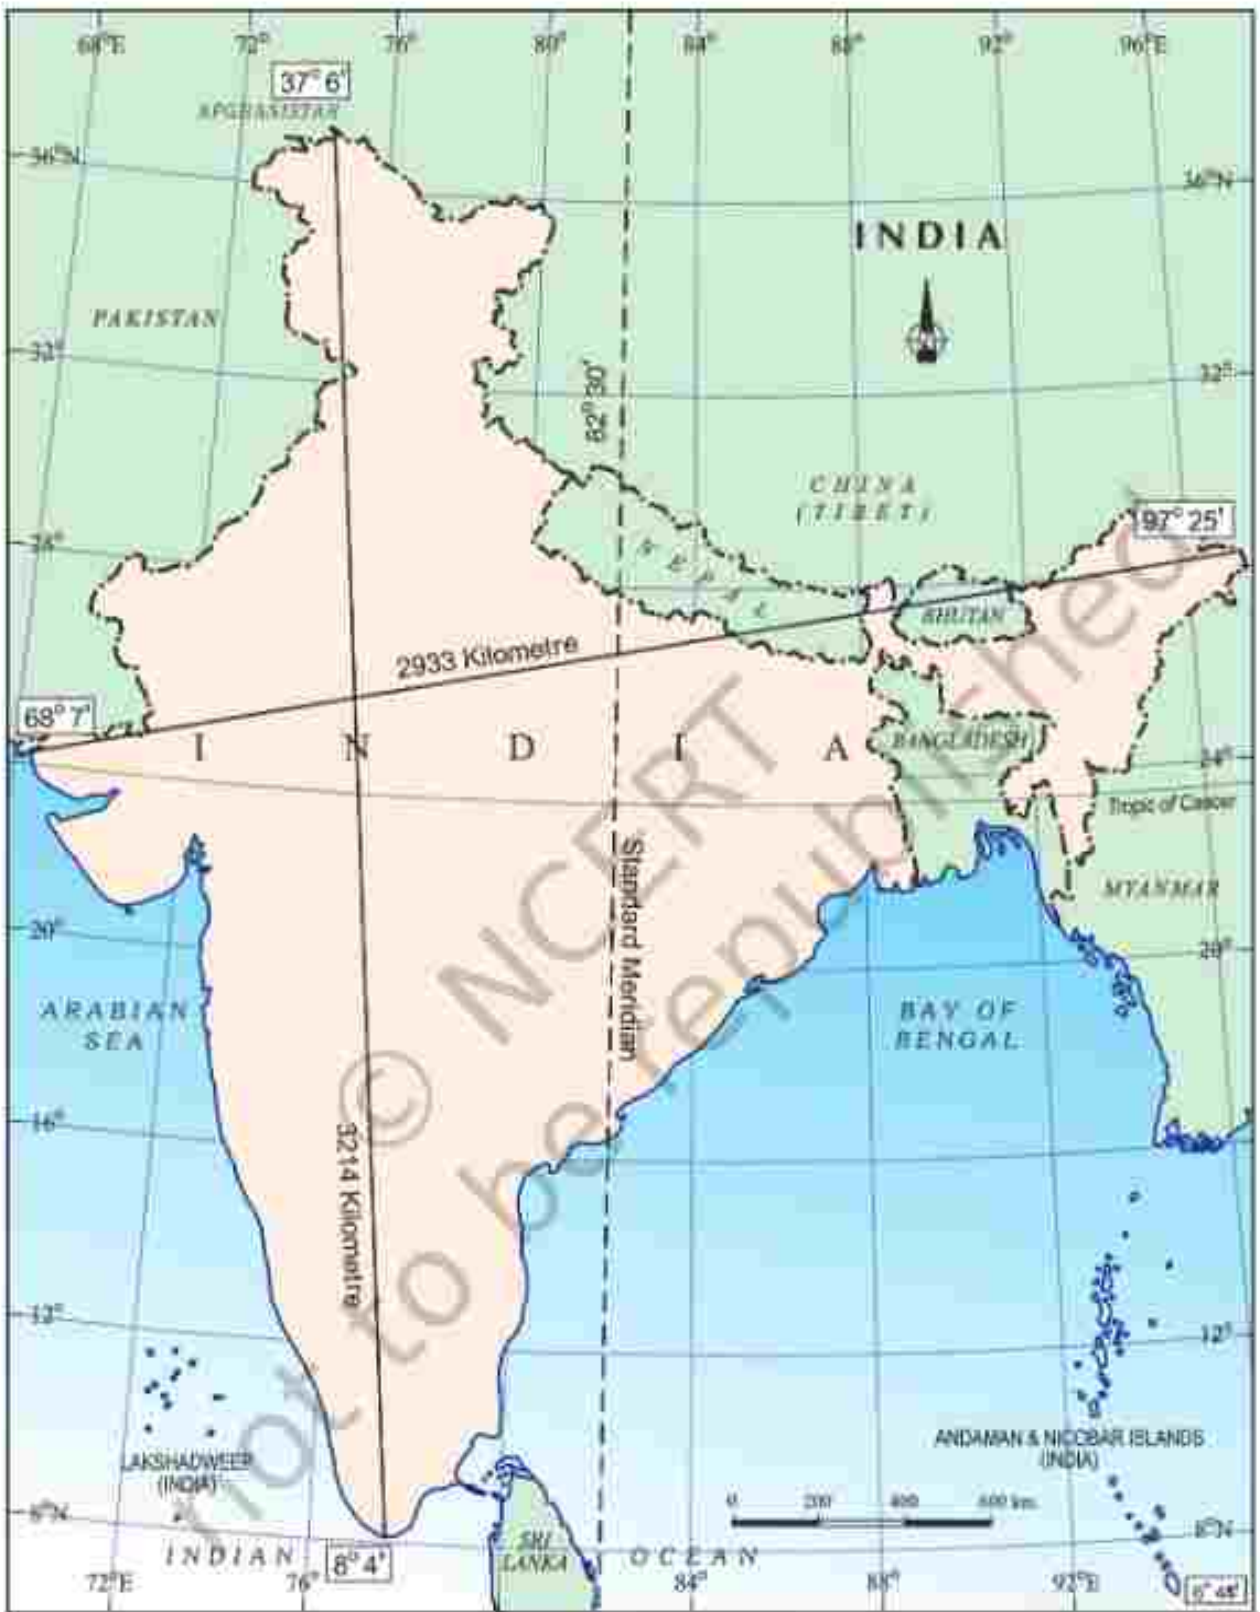 68°E 72° 76° 80° 84° 88° 92° 96°E
37° 6'
AFGHANISTAN
36°N
36°N
INDIA
PAKISTAN
32°
32°
82° 30'
CHINA
(TIBET)
97° 25'
28°
NEPAL
BHUTAN
2933 Kilometre
68° 7'
I N D I A
BANGLADESH
24°
Tropic of Cancer
Standard Meridian
MYANMAR
20°
20°
ARABIAN
SEA
BAY OF
BENGAL
16°
3214 Kilometre
12°
12°
LAKSHADWEEP
(INDIA)
ANDAMAN & NICOBAR ISLANDS
(INDIA)
0 200 400 600 km.
8°N
8°N
INDIAN OCEAN
8° 4'
SRI
LANKA
72°E 76° 84° 88° 92°E
6° 45'
© NCERT
not to be republished